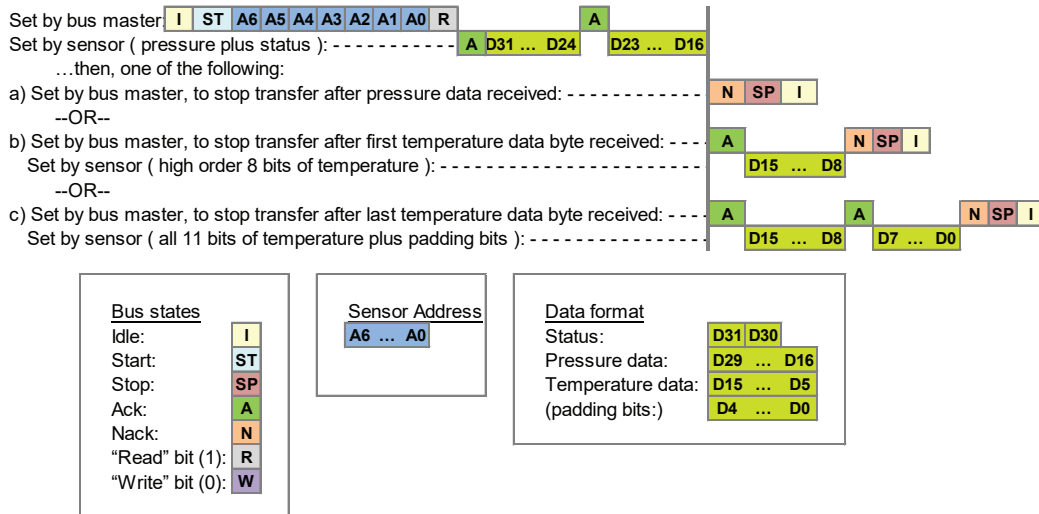 Set by bus master: I ST A6 A5 A4 A3 A2 A1 A0 R A
Set by sensor ( pressure plus status ): - - - - - - - - - - - A D31 … D24 D23 … D16
…then, one of the following:
a) Set by bus master, to stop transfer after pressure data received: - - - - - - - - - - - - N SP I
--OR--
b) Set by bus master, to stop transfer after first temperature data byte received: - - - - A N SP I
Set by sensor ( high order 8 bits of temperature ): - - - - - - - - - - - - - - - - - - - - - - - D15 … D8
--OR--
c) Set by bus master, to stop transfer after last temperature data byte received: - - - - A A N SP I
Set by sensor ( all 11 bits of temperature plus padding bits ): - - - - - - - - - - - - - - - D15 … D8 D7 … D0
Bus states
Idle: I
Start: ST
Stop: SP
Ack: A
Nack: N
“Read” bit (1): R
“Write” bit (0): W
Sensor Address
A6 … A0
Data format
Status: D31 D30
Pressure data: D29 … D16
Temperature data: D15 … D5
(padding bits:) D4 … D0